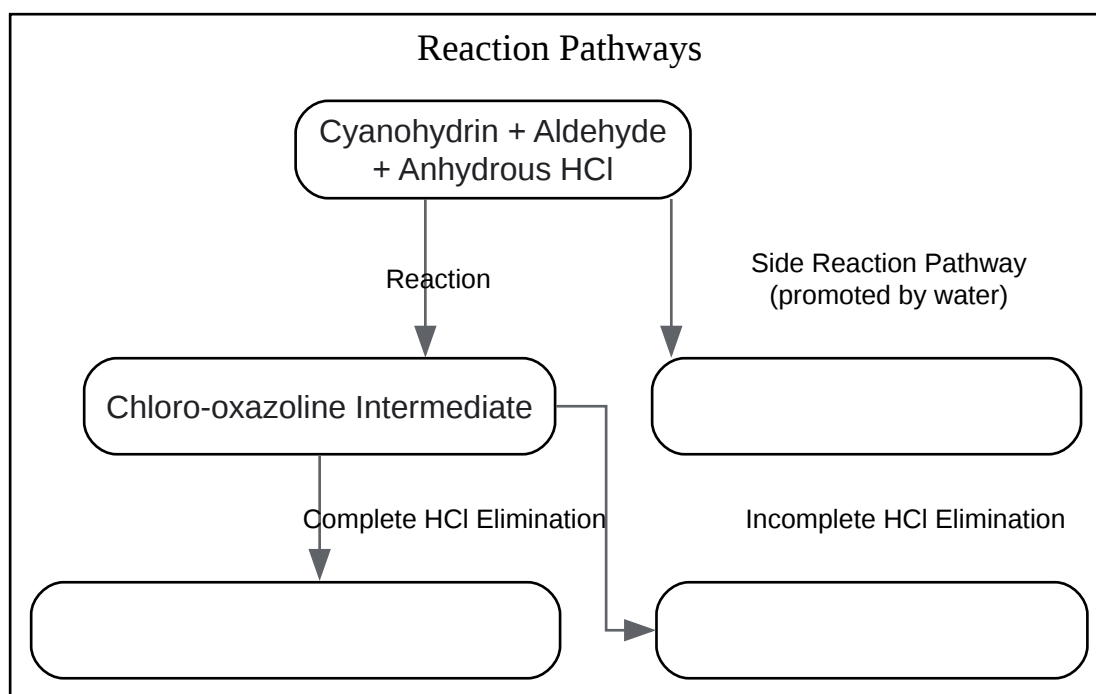 Reaction Pathways
Cyanohydrin + Aldehyde
+ Anhydrous HCl
Reaction
Side Reaction Pathway
(promoted by water)
Chloro-oxazoline Intermediate
Complete HCl Elimination
Incomplete HCl Elimination